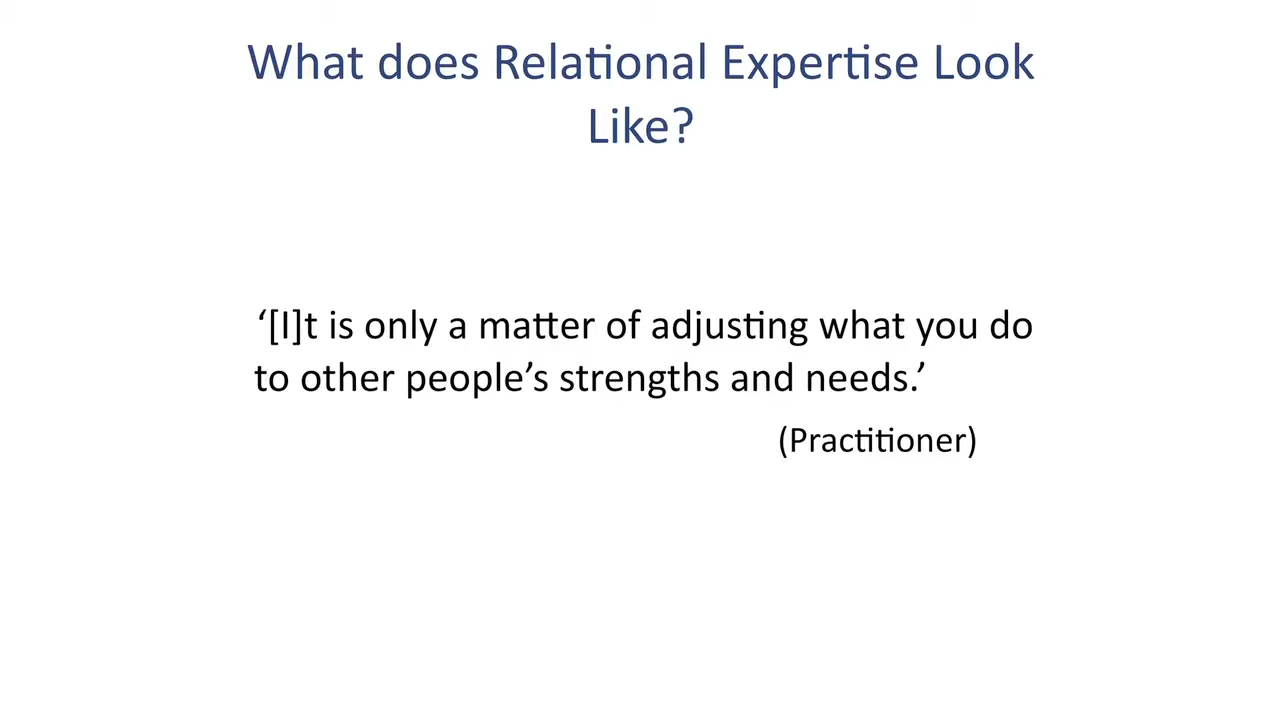 What does Relational Expertise Look
Like?
‘[I]t is only a matter of adjusting what you do
to other people’s strengths and needs.’
(Practitioner)